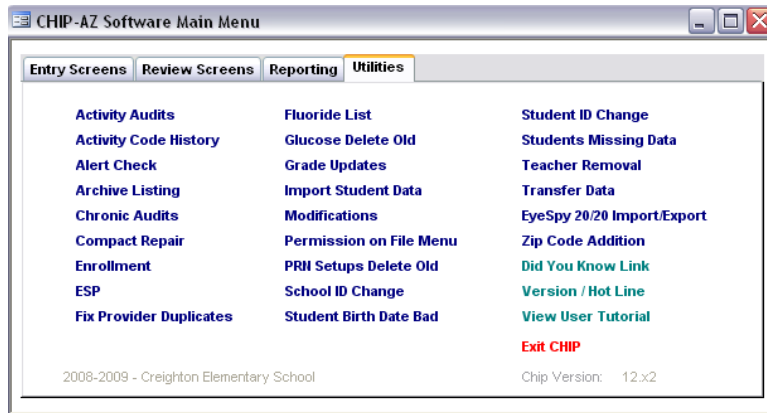 CHIP-AZ Software Main Menu
Entry Screens Review Screens Reporting Utilities
Activity Audits Fluoride List Student ID Change
Activity Code History Glucose Delete Old Students Missing Data
Alert Check Grade Updates Teacher Removal
Archive Listing Import Student Data Transfer Data
Chronic Audits Modifications EyeSpy 20/20 Import/Export
Compact Repair Permission on File Menu Zip Code Addition
Enrollment PRN Setups Delete Old Did You Know Link
ESP School ID Change Version / Hot Line
Fix Provider Duplicates Student Birth Date Bad View User Tutorial
Exit CHIP
2008-2009 - Creighton Elementary School Chip Version: 12.x2